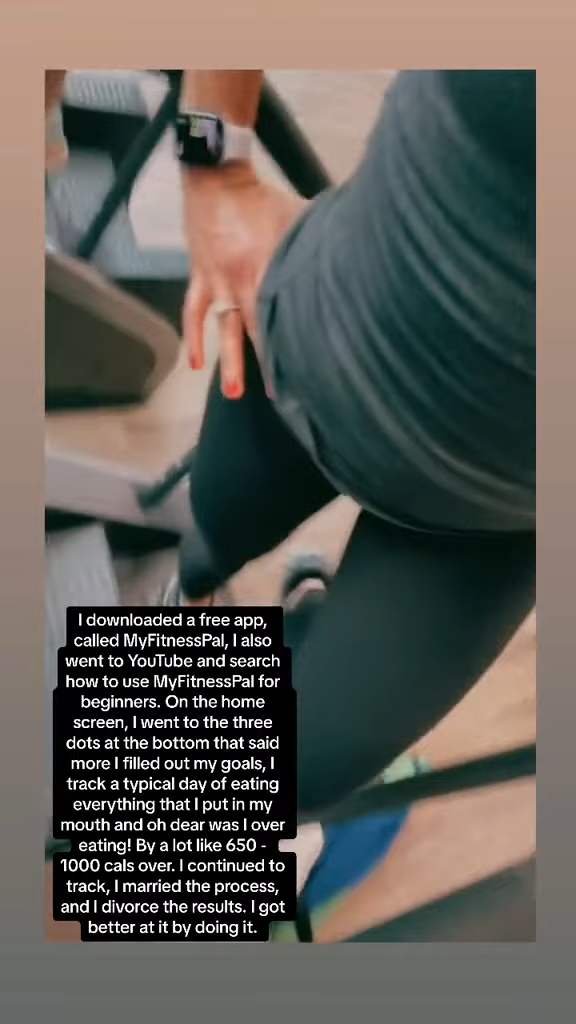 I downloaded a free app,
called MyFitnessPal, I also
went to YouTube and search
how to use MyFitnessPal for
beginners. On the home
screen, I went to the three
dots at the bottom that said
more I filled out my goals, I
track a typical day of eating
everything that I put in my
mouth and oh dear was I over
eating! By a lot like 650 -
1000 cals over. I continued to
track, I married the process,
and I divorce the results. I got
better at it by doing it.